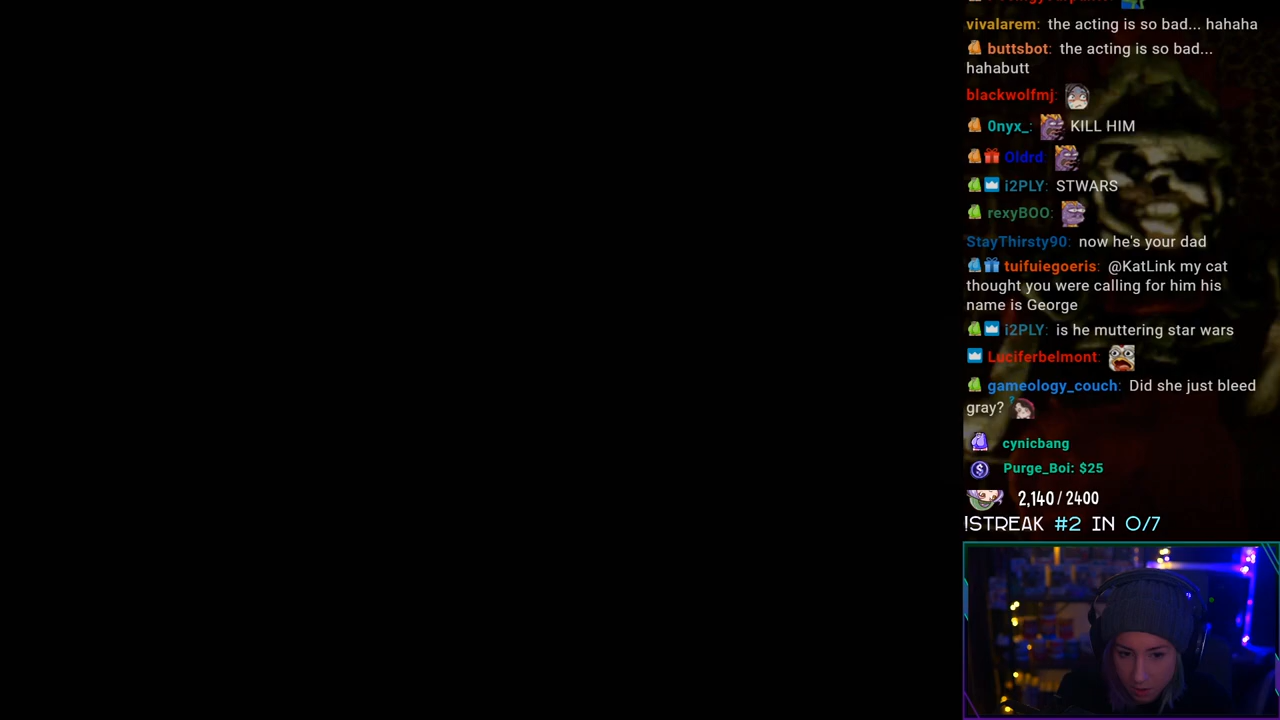 vivalarem: the acting is so bad... hahaha
buttsbot: the acting is so bad...
hahabutt
blackwolfmj:
0nyx_: KILL HIM
Oldrd:
i2PLY: STWARS
rexyBOO:
StayThirsty90: now he's your dad
tuifuiegoeris: @KatLink my cat
thought you were calling for him his
name is George
i2PLY: is he muttering star wars
Luciferbelmont:
gameology_couch: Did she just bleed
gray? ?
cynicbang
Purge_Boi: $25
2,140 / 2400
!STREAK #2 IN 0/7